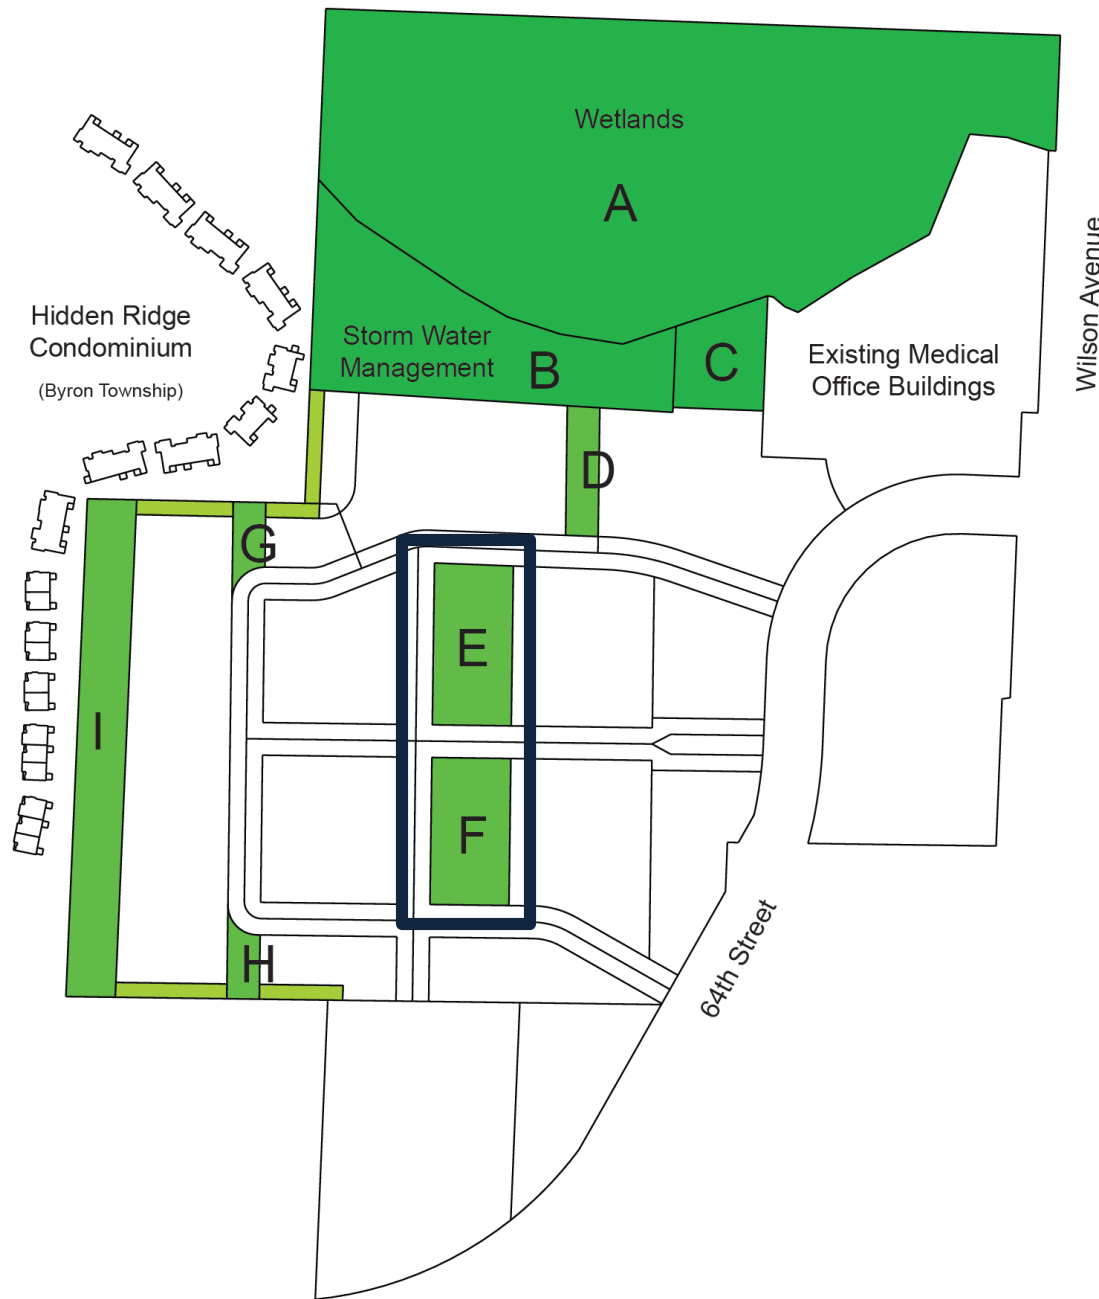 Wetlands
A
Wilson Avenue
Hidden Ridge
Condominium
(Byron Township)
Storm Water
Management
B
C
Existing Medical
Office Buildings
D
G
E
I
F
H
64th Street